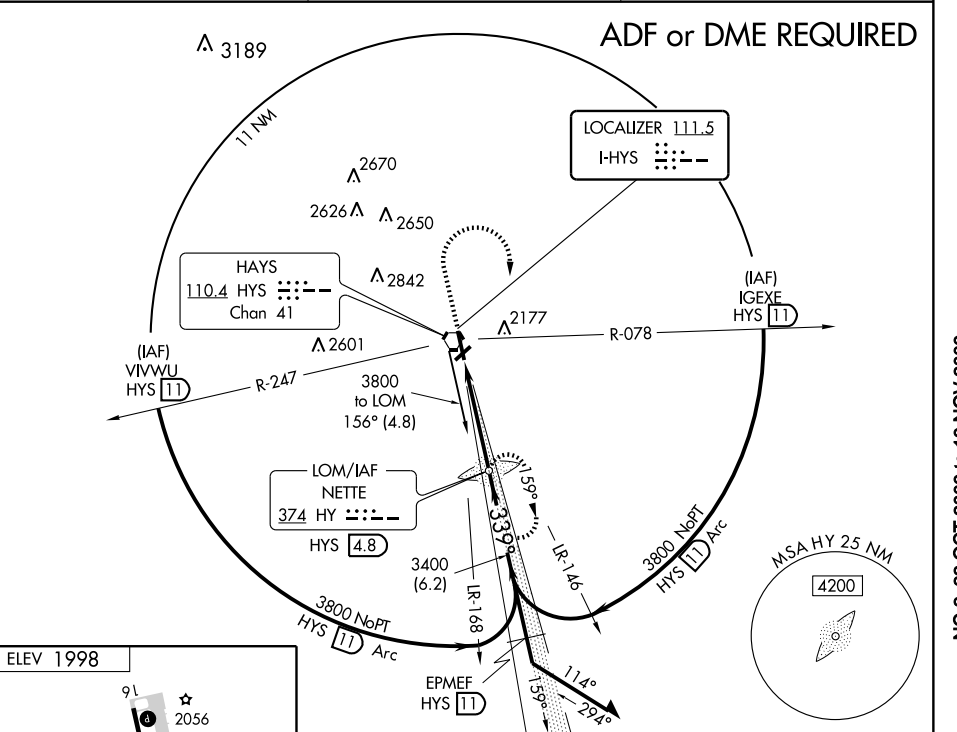 ADF or DME REQUIRED
3189
11 NM
LOCALIZER 111.5
I-HYS
2670
2626
2650
HAYS
110.4 HYS
Chan 41
2842
2177
2601
(IAF)
IGEXE
HYS 11
R-078
(IAF)
VIVWU
HYS 11
R-247
3800
to LOM
156° (4.8)
LOM/IAF
NETTE
374 HY
HYS 4.8
159°
339°
3400
(6.2)
LR-168
LR-146
3800 NoPT
HYS 11 Arc
3800 NoPT
HYS 11 Arc
MSA HY 25 NM
4200
EPMEF
HYS 11
114°
294°
159°
ELEV 1998
16
P
2056